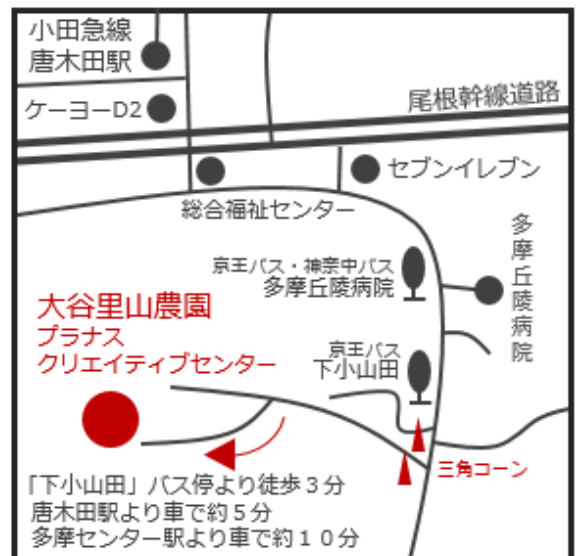 小田急線
唐木田駅
ケーヨーD2
尾根幹線道路
セブンイレブン
総合福祉センター
多摩丘陵病院
京王バス・神奈中バス
多摩丘陵病院
大谷里山農園
プラナス
クリエイティブセンター
京王バス
下小山田
三角コーン
「下小山田」バス停より徒歩３分
唐木田駅より車で約５分
多摩センター駅より車で約１０分